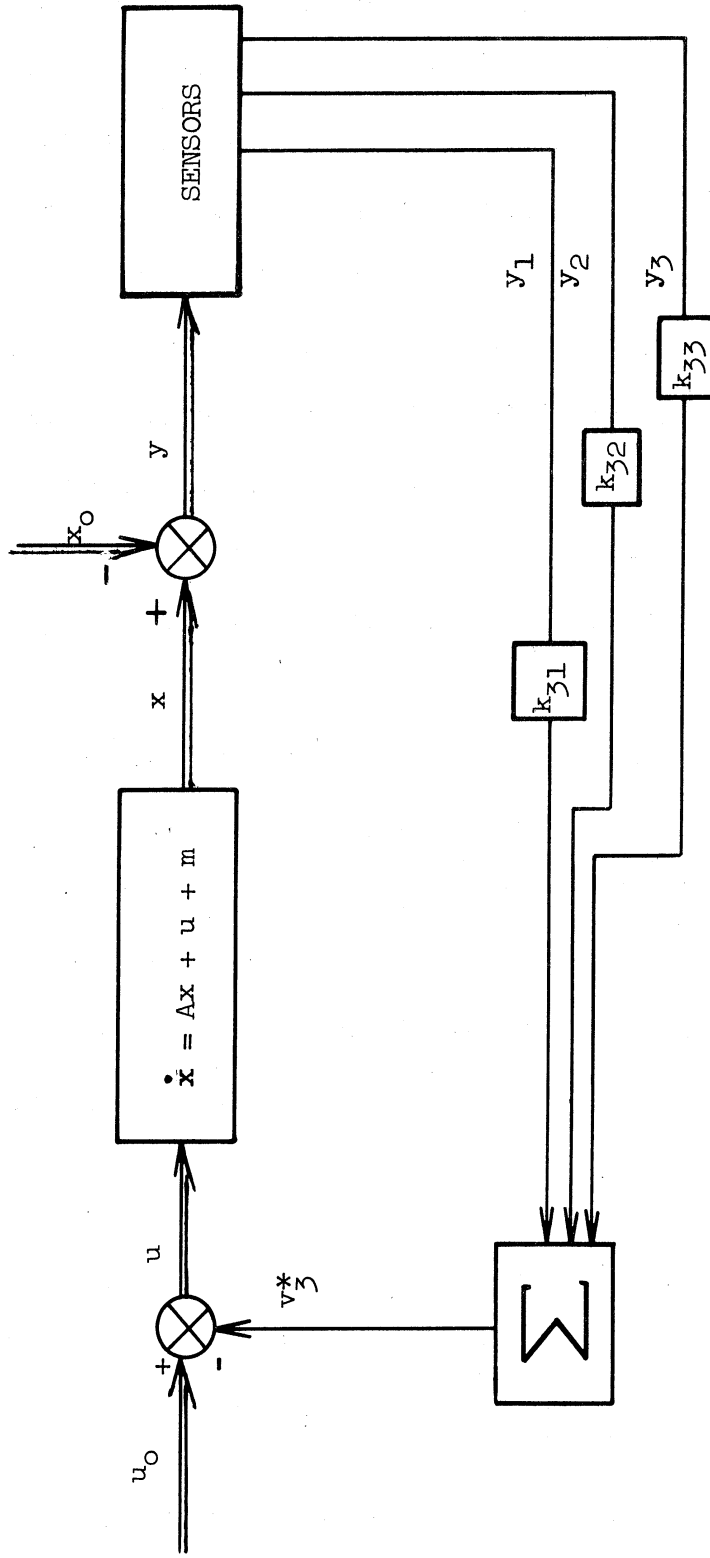 u₀
+
-
u
ẋ = Ax + u + m
x
+
-
x₀
y
SENSORS
v*₃
Σ
k₃₁
y₁
k₃₂
y₂
k₃₃
y₃